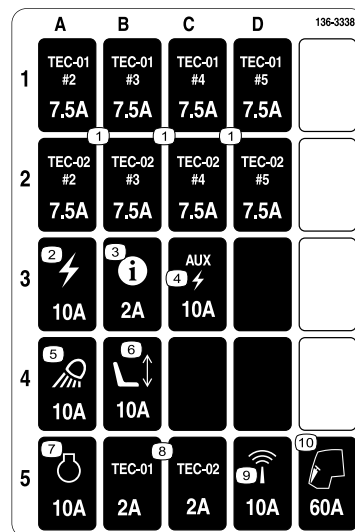 A B C D 136-3338
1
TEC-01 TEC-01 TEC-01 TEC-01
#2 #3 #4 #5
7.5A 7.5A 7.5A 7.5A
1 1 1
2
TEC-02 TEC-02 TEC-02 TEC-02
#2 #3 #4 #5
7.5A 7.5A 7.5A 7.5A
3
2 3 i AUX 4
10A 2A 10A
4
5 6
10A 10A
5
7 8 9 10
TEC-01 TEC-02
10A 2A 2A 10A 60A